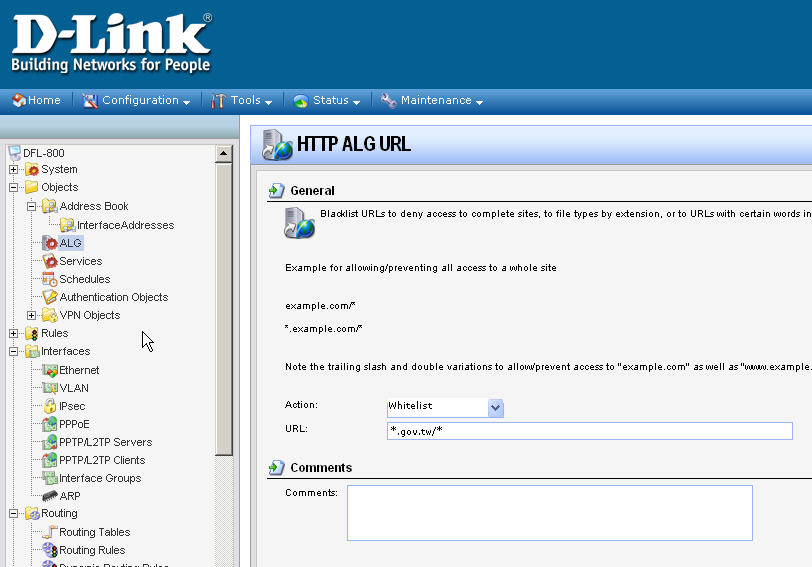 D-Link®
Building Networks for People
Home Configuration Tools Status Maintenance
DFL-800
System
Objects
Address Book
InterfaceAddresses
ALG
Services
Schedules
Authentication Objects
VPN Objects
Rules
Interfaces
Ethernet
VLAN
IPsec
PPPoE
PPTP/L2TP Servers
PPTP/L2TP Clients
Interface Groups
ARP
Routing
Routing Tables
Routing Rules
Dynamic Routing Rules
HTTP ALG URL
General
Blacklist URLs to deny access to complete sites, to file types by extension, or to URLs with certain words in
Example for allowing/preventing all access to a whole site
example.com/*
*.example.com/*
Note the trailing slash and double variations to allow/prevent access to "example.com" as well as "www.example.
Action: Whitelist
URL: *.gov.tw/*
Comments
Comments: